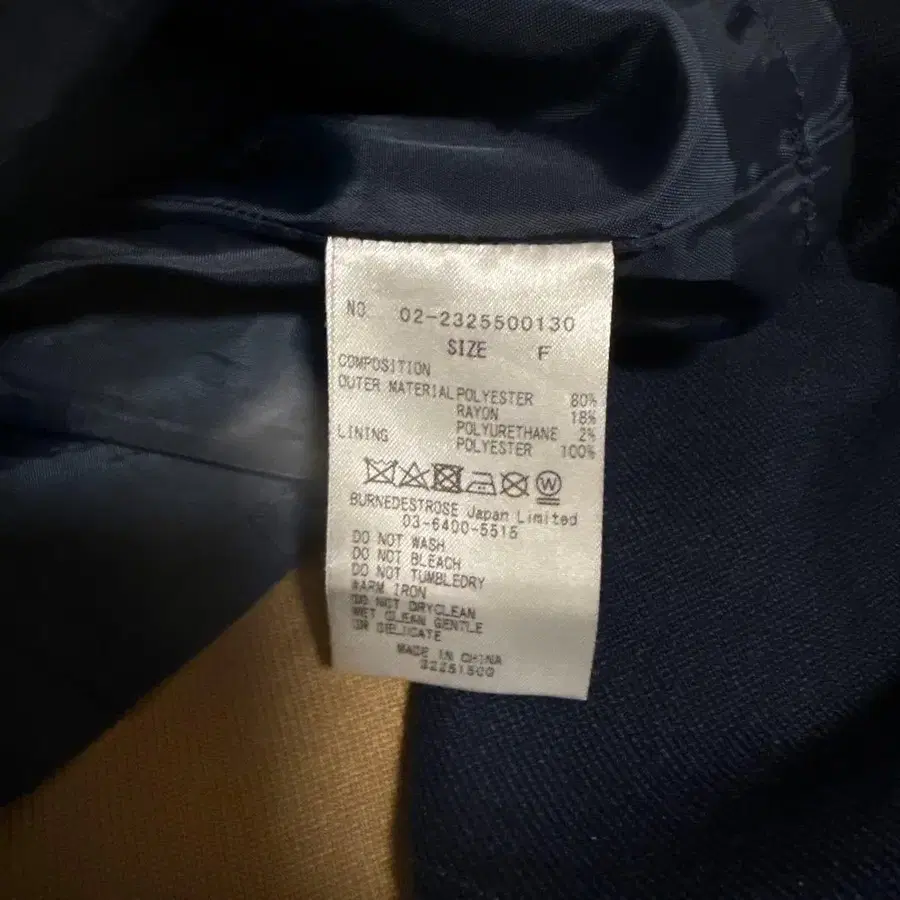 NO. 02-2325500130
SIZE F
COMPOSITION
OUTER MATERIAL POLYESTER 80%
RAYON 18%
POLYURETHANE 2%
LINING POLYESTER 100%
W
BURNEDESTROSE Japan Limited
03-6400-5515
DO NOT WASH
DO NOT BLEACH
DO NOT TUMBLEDRY
WARM IRON
DO NOT DRYCLEAN
WET CLEAN GENTLE
OR DELICATE
MADE IN CHINA